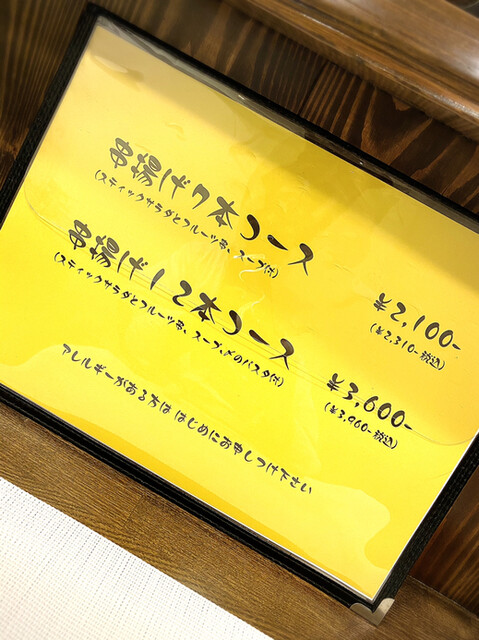 串揚げ7本コース
(スティックサラダとフルーツ串、スープ付)
¥2,100-
(¥2,310-税込)
串揚げ12本コース
(スティックサラダとフルーツ串、スープ、〆のパスタ付)
¥3,600-
(¥3,960-税込)
アレルギーがある方は はじめにお申しつけ下さい